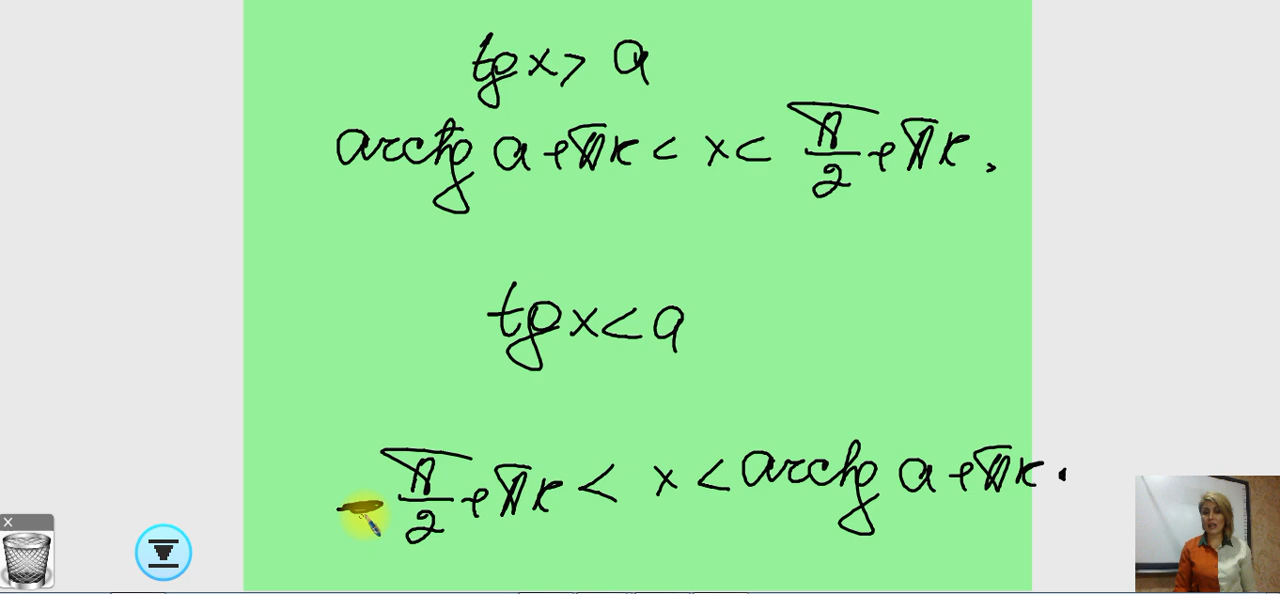 tg x > a
arctg a + πk < x < π/2 + πk,
tg x < a
- π/2 + πk < x < arctg a + πk.